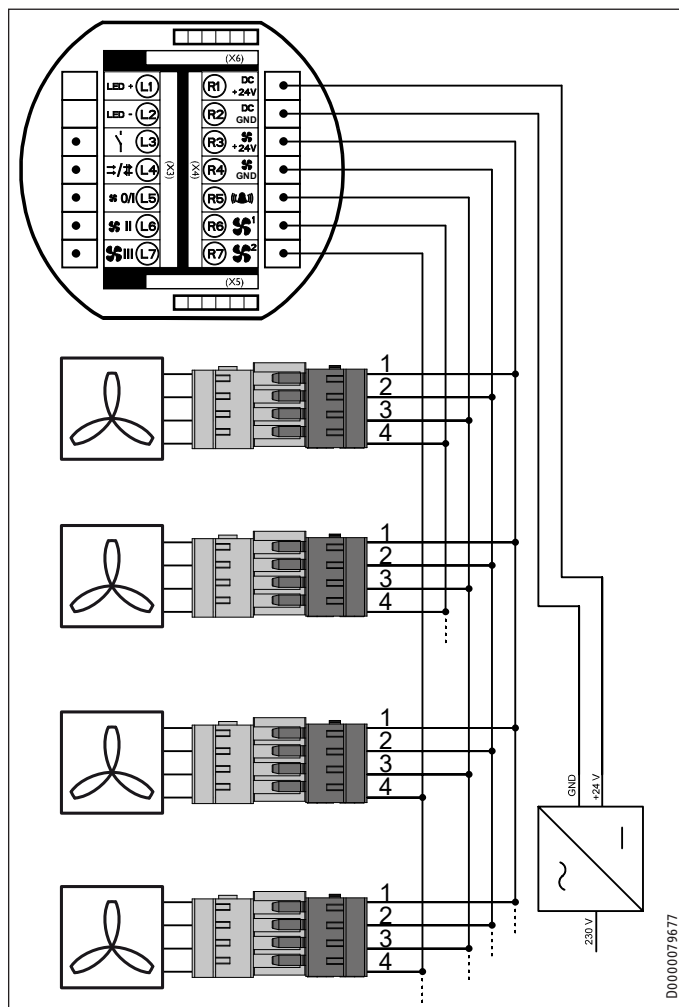 (X6)
LED + L1
LED - L2
L3
L4
0/I L5
II L6
III L7
(X3)
(X4)
R1 DC +24V
R2 DC GND
R3 +24V
R4 GND
R5
R6 1
R7 2
(X5)
1
2
3
4
1
2
3
4
1
2
3
4
1
2
3
4
GND
+24 V
230 V
D0000079677